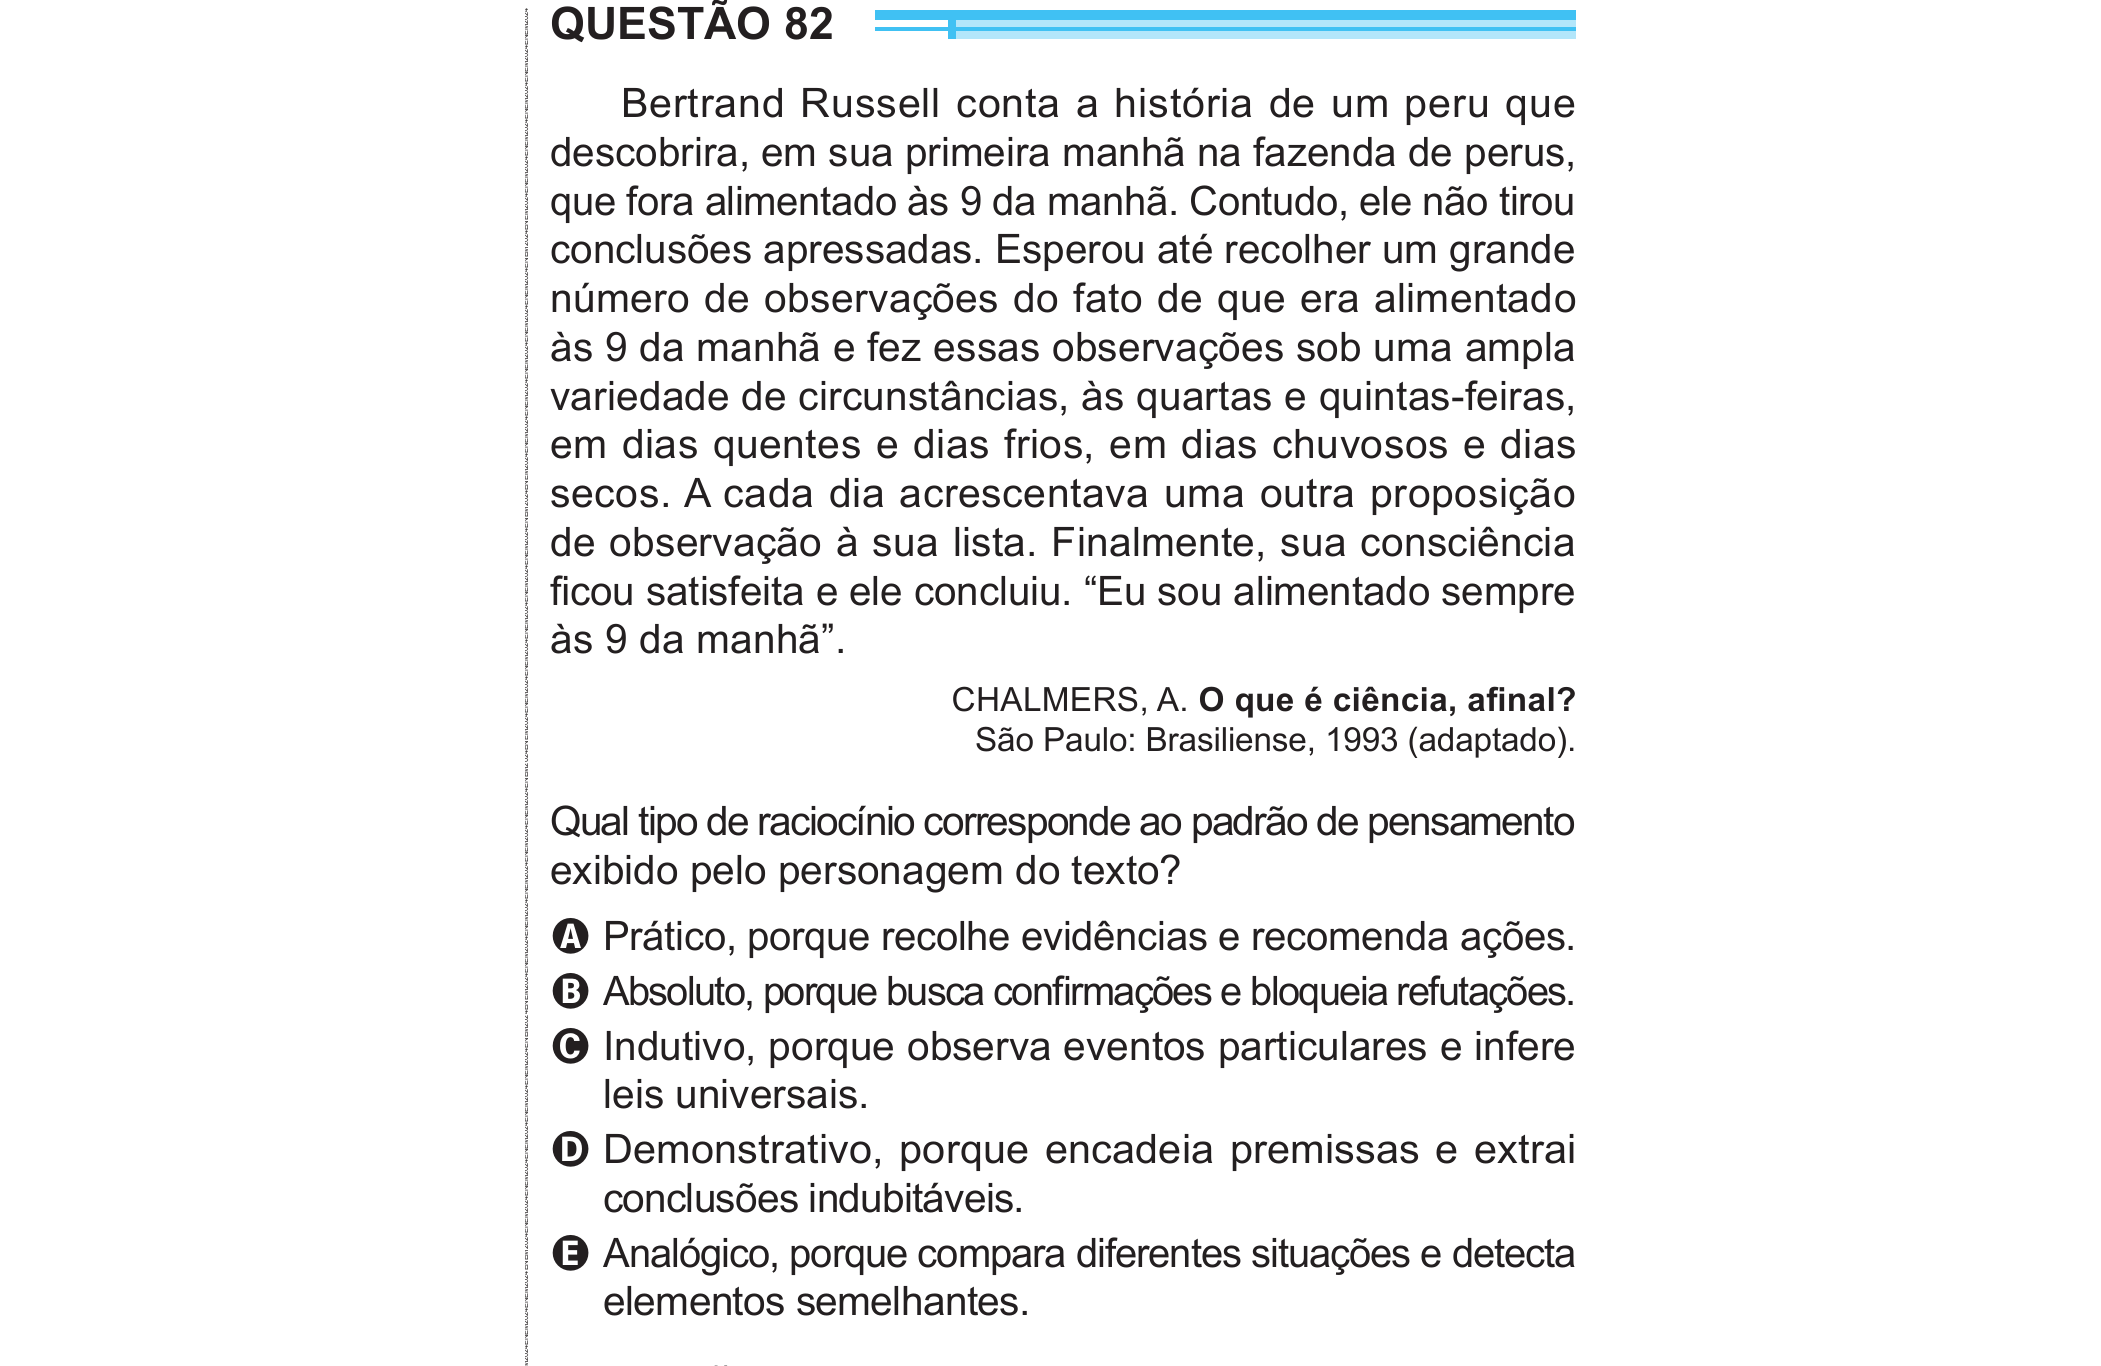 QUESTÃO 82
Bertrand Russell conta a história de um peru que
descobrira, em sua primeira manhã na fazenda de perus,
que fora alimentado às 9 da manhã. Contudo, ele não tirou
conclusões apressadas. Esperou até recolher um grande
número de observações do fato de que era alimentado
às 9 da manhã e fez essas observações sob uma ampla
variedade de circunstâncias, às quartas e quintas-feiras,
em dias quentes e dias frios, em dias chuvosos e dias
secos. A cada dia acrescentava uma outra proposição
de observação à sua lista. Finalmente, sua consciência
ficou satisfeita e ele concluiu. “Eu sou alimentado sempre
às 9 da manhã”.
CHALMERS, A. O que é ciência, afinal?
São Paulo: Brasiliense, 1993 (adaptado).
Qual tipo de raciocínio corresponde ao padrão de pensamento
exibido pelo personagem do texto?
A Prático, porque recolhe evidências e recomenda ações.
B Absoluto, porque busca confirmações e bloqueia refutações.
C Indutivo, porque observa eventos particulares e infere
leis universais.
D Demonstrativo, porque encadeia premissas e extrai
conclusões indubitáveis.
E Analógico, porque compara diferentes situações e detecta
elementos semelhantes.